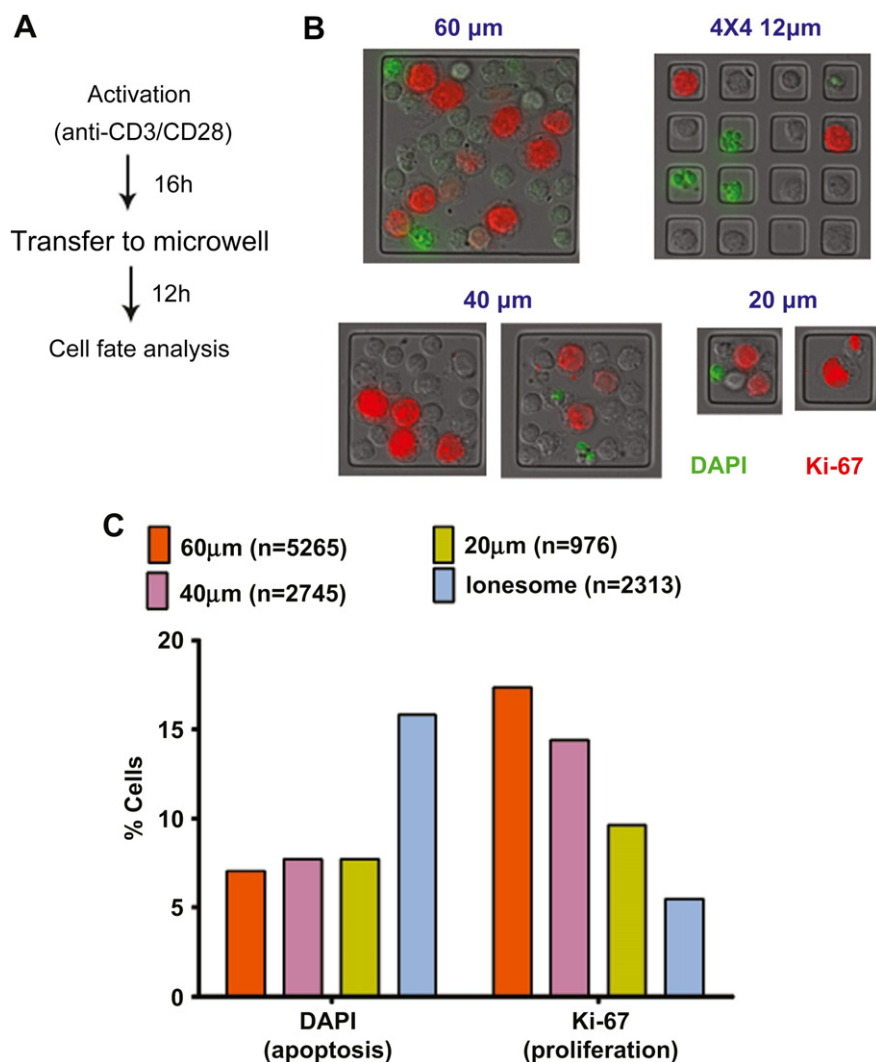 A
Activation
(anti-CD3/CD28)
16h
Transfer to microwell
12h
Cell fate analysis
B
60 µm
4X4 12µm
40 µm
20 µm
DAPI
Ki-67
C
60µm (n=5265)
20µm (n=976)
40µm (n=2745)
lonesome (n=2313)
20
15
10
5
0
% Cells
DAPI
(apoptosis)
Ki-67
(proliferation)